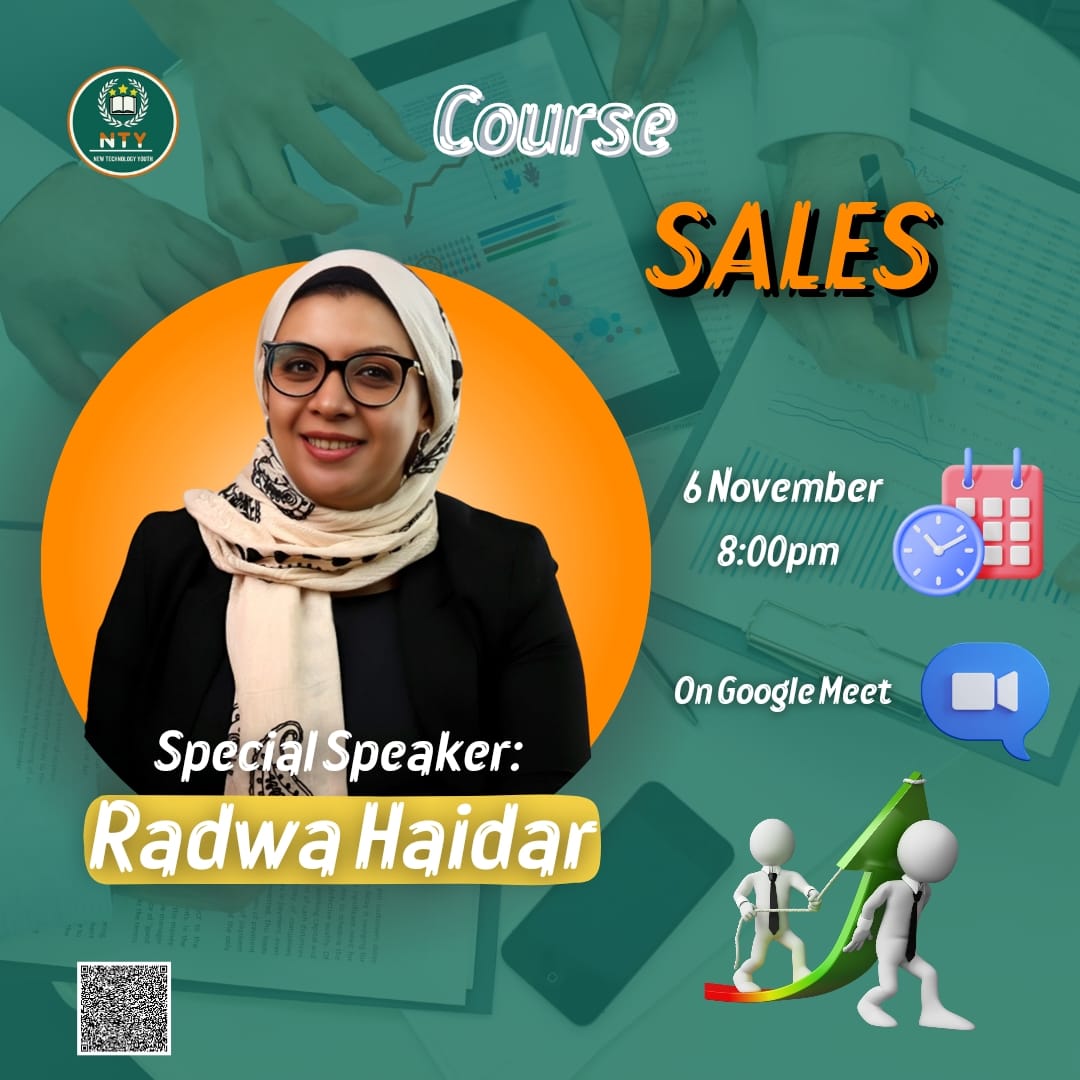 NTY
NEW TECHNOLOGY YOUTH
Course
SALES
6 November
8:00pm
On Google Meet
Special Speaker:
Radwa Haidar